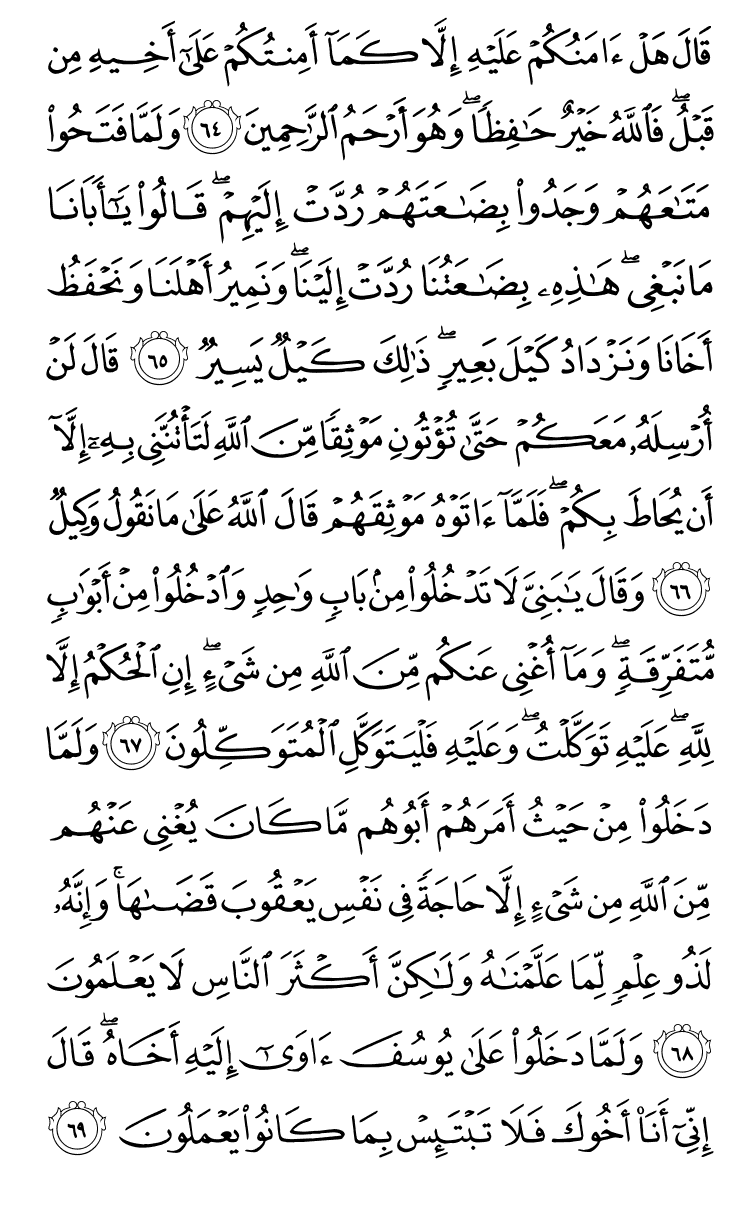 قَالَ هَلْ ءَامَنُكُمْ عَلَيْهِ إِلَّا كَمَآ أَمِنتُكُمْ عَلَىٰٓ أَخِيهِ مِن
قَبْلُ ۖ فَٱللَّهُ خَيْرٌ حَـٰفِظًا ۖ وَهُوَ أَرْحَمُ ٱلرَّٰحِمِينَ ٦٤ وَلَمَّا فَتَحُوا۟
مَتَـٰعَهُمْ وَجَدُوا۟ بِضَـٰعَتَهُمْ رُدَّتْ إِلَيْهِمْ ۖ قَالُوا۟ يَـٰٓأَبَانَا
مَا نَبْغِى ۖ هَـٰذِهِۦ بِضَـٰعَتُنَا رُدَّتْ إِلَيْنَا ۖ وَنَمِيرُ أَهْلَنَا وَنَحْفَظُ
أَخَانَا وَنَزْدَادُ كَيْلَ بَعِيرٍ ۖ ذَٰلِكَ كَيْلٌ يَسِيرٌ ٦٥ قَالَ لَنْ
أُرْسِلَهُۥ مَعَكُمْ حَتَّىٰ تُؤْتُونِ مَوْثِقًا مِّنَ ٱللَّهِ لَتَأْتُنَّنِى بِهِۦٓ إِلَّآ
أَن يُحَاطَ بِكُمْ ۖ فَلَمَّآ ءَاتَوْهُ مَوْثِقَهُمْ قَالَ ٱللَّهُ عَلَىٰ مَا نَقُولُ وَكِيلٌ
٦٦ وَقَالَ يَـٰبَنِىَّ لَا تَدْخُلُوا۟ مِنۢ بَابٍ وَٰحِدٍ وَٱدْخُلُوا۟ مِنْ أَبْوَٰبٍ
مُّتَفَرِّقَةٍ ۖ وَمَآ أُغْنِى عَنكُم مِّنَ ٱللَّهِ مِن شَىْءٍ ۖ إِنِ ٱلْحُكْمُ إِلَّا
لِلَّهِ ۖ عَلَيْهِ تَوَكَّلْتُ ۖ وَعَلَيْهِ فَلْيَتَوَكَّلِ ٱلْمُتَوَكِّلُونَ ٦٧ وَلَمَّا
دَخَلُوا۟ مِنْ حَيْثُ أَمَرَهُمْ أَبُوهُم مَّا كَانَ يُغْنِى عَنْهُم
مِّنَ ٱللَّهِ مِن شَىْءٍ إِلَّا حَاجَةً فِى نَفْسِ يَعْقُوبَ قَضَىٰهَا ۚ وَإِنَّهُۥ
لَذُو عِلْمٍ لِّمَا عَلَّمْنَـٰهُ وَلَـٰكِنَّ أَكْثَرَ ٱلنَّاسِ لَا يَعْلَمُونَ
٦٨ وَلَمَّا دَخَلُوا۟ عَلَىٰ يُوسُفَ ءَاوَىٰٓ إِلَيْهِ أَخَاهُ ۖ قَالَ
إِنِّىٓ أَنَا۠ أَخُوكَ فَلَا تَبْتَئِسْ بِمَا كَانُوا۟ يَعْمَلُونَ ٦٩